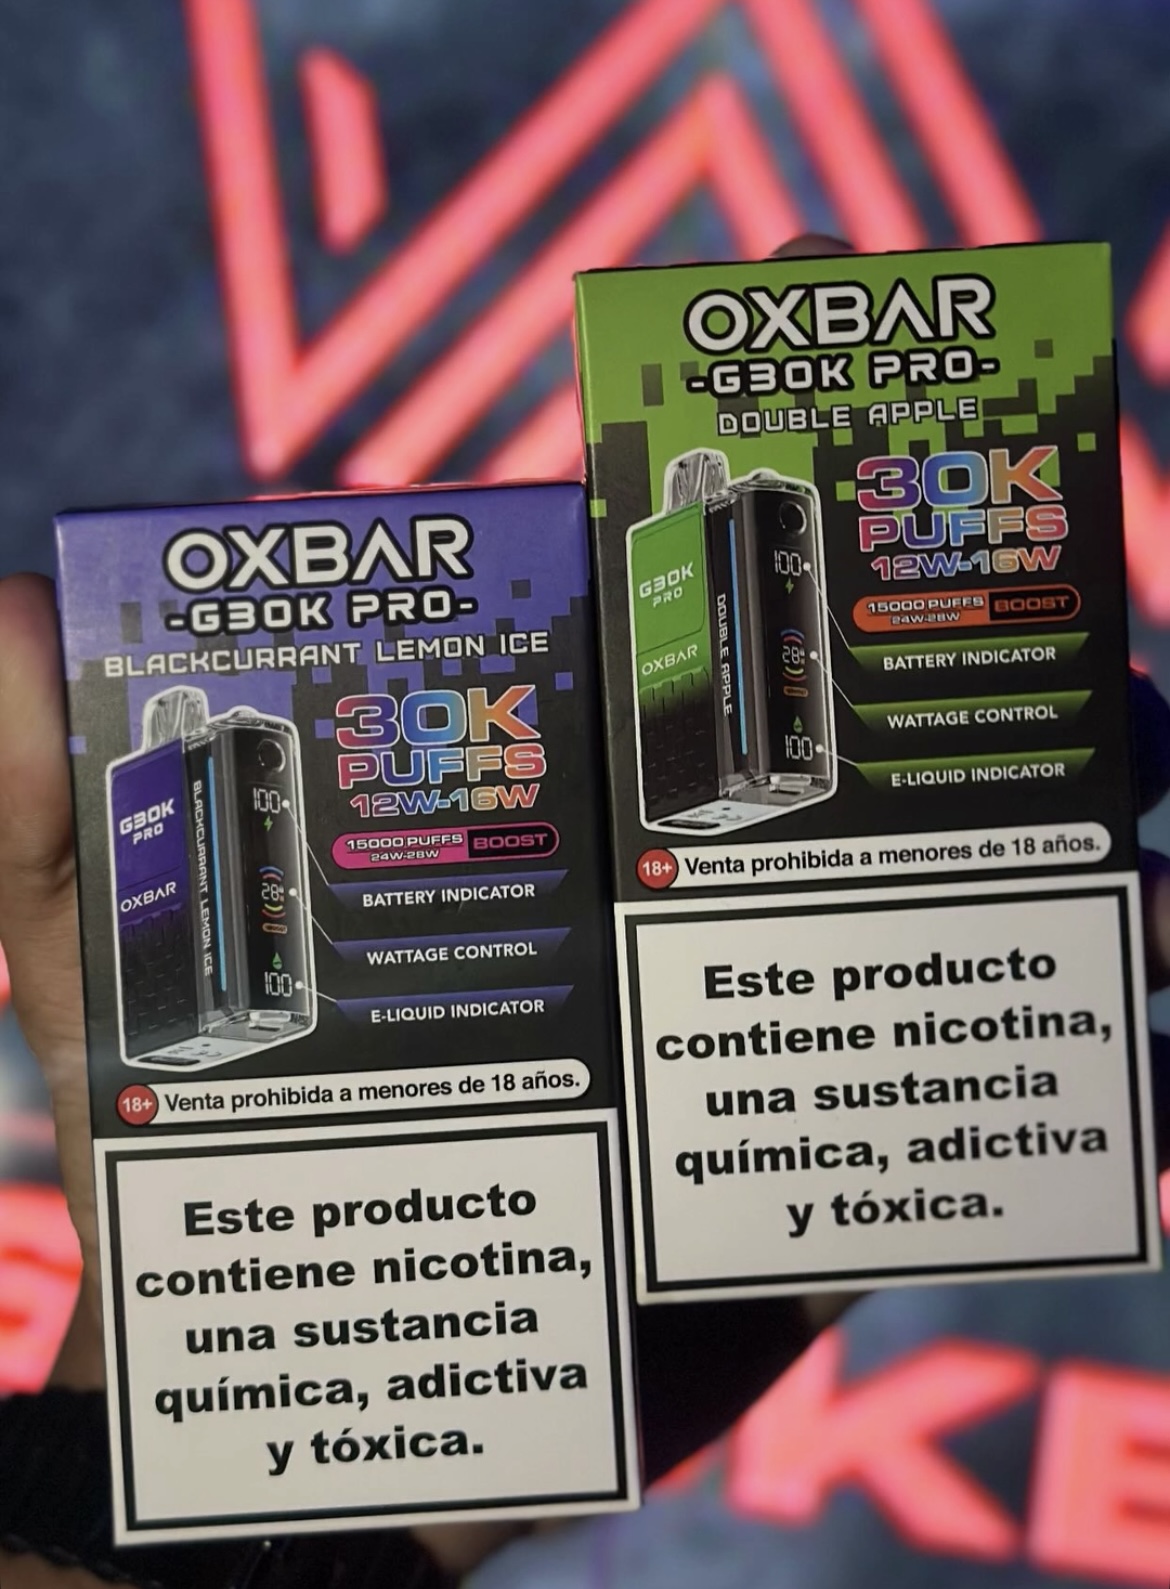 OXBAR
-G30K PRO-
BLACKCURRANT LEMON ICE
30K
PUFFS
12W-16W
15000 PUFFS
24W-28W
BOOST
G30K
PRO
OXBAR
BLACKCURRANT LEMON ICE
100
28
100
BATTERY INDICATOR
WATTAGE CONTROL
E-LIQUID INDICATOR
18+ Venta prohibida a menores de 18 años.
Este producto
contiene nicotina,
una sustancia
química, adictiva
y tóxica.
OXBAR
-G30K PRO-
DOUBLE APPLE
30K
PUFFS
12W-16W
15000 PUFFS
24W-28W
BOOST
G30K
PRO
OXBAR
DOUBLE APPLE
100
28
100
BATTERY INDICATOR
WATTAGE CONTROL
E-LIQUID INDICATOR
18+ Venta prohibida a menores de 18 años.
Este producto
contiene nicotina,
una sustancia
química, adictiva
y tóxica.